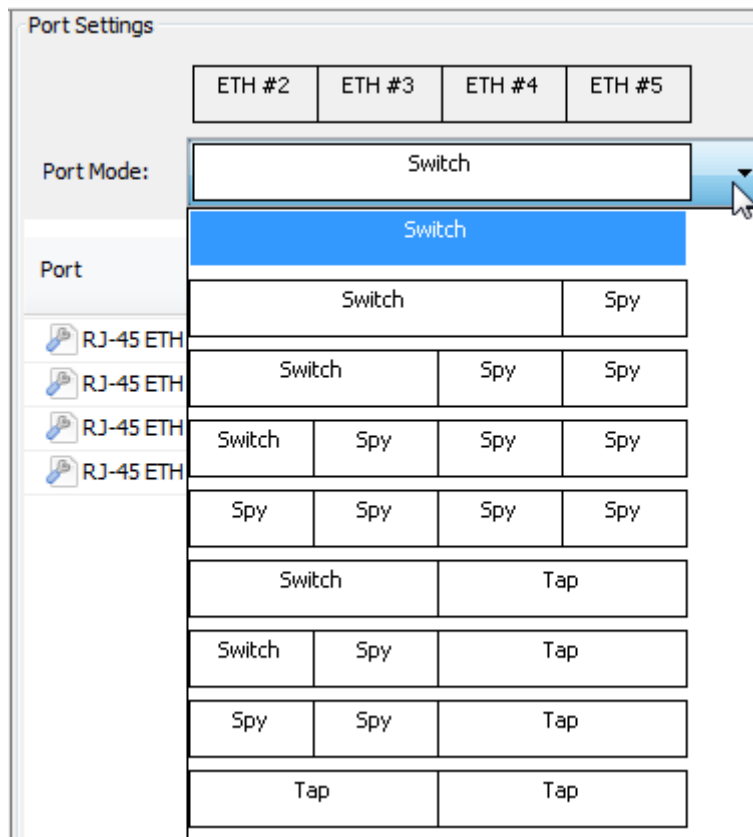 Port Settings
ETH #2 ETH #3 ETH #4 ETH #5
Port Mode: Switch
Switch
Port
Switch Spy
RJ-45 ETH
Switch Spy Spy
RJ-45 ETH
RJ-45 ETH
Switch Spy Spy Spy
RJ-45 ETH
Spy Spy Spy Spy
Switch Tap
Switch Spy Tap
Spy Spy Tap
Tap Tap